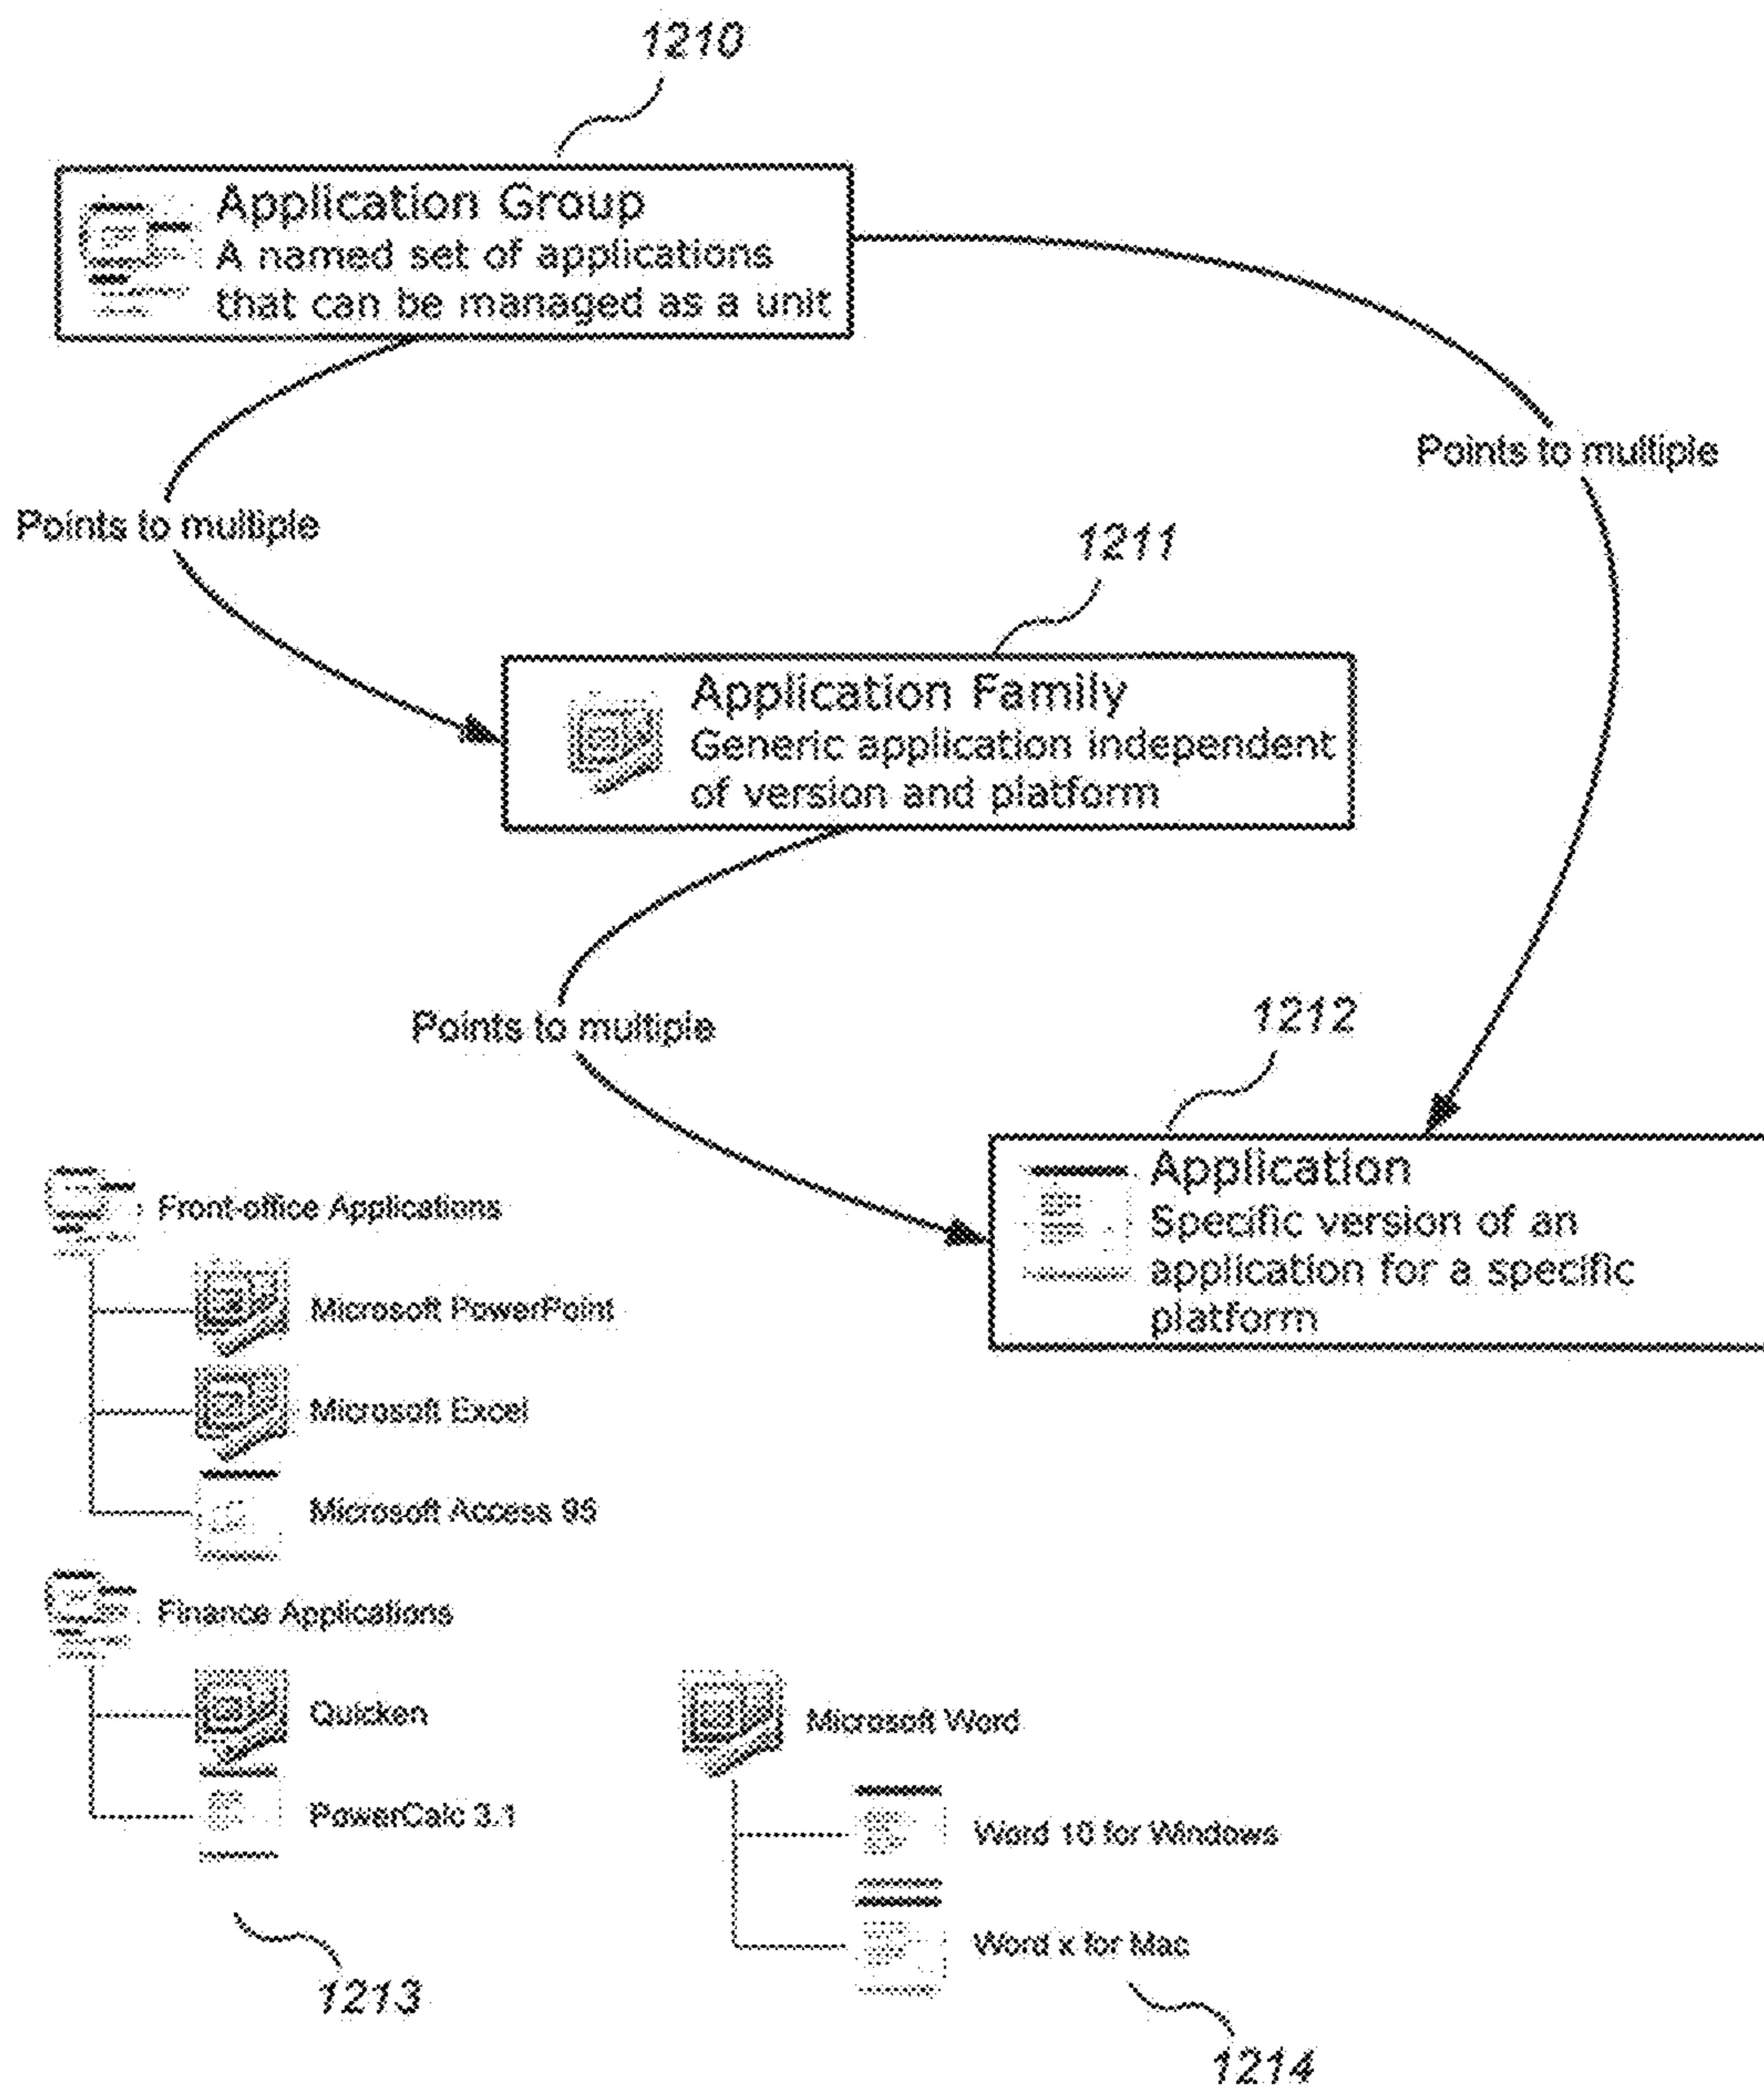 1210
Application Group
A named set of applications
that can be managed as a unit
Points to multiple
Points to multiple
1211
Application Family
Generic application independent
of version and platform
Points to multiple
1212
Application
Specific version of an
application for a specific
platform
Front-office Applications
Microsoft PowerPoint
Microsoft Excel
Microsoft Access 95
Finance Applications
Quicken
PowerCalc 3.1
1213
Microsoft Word
Word 10 for Windows
Word x for Mac
1214